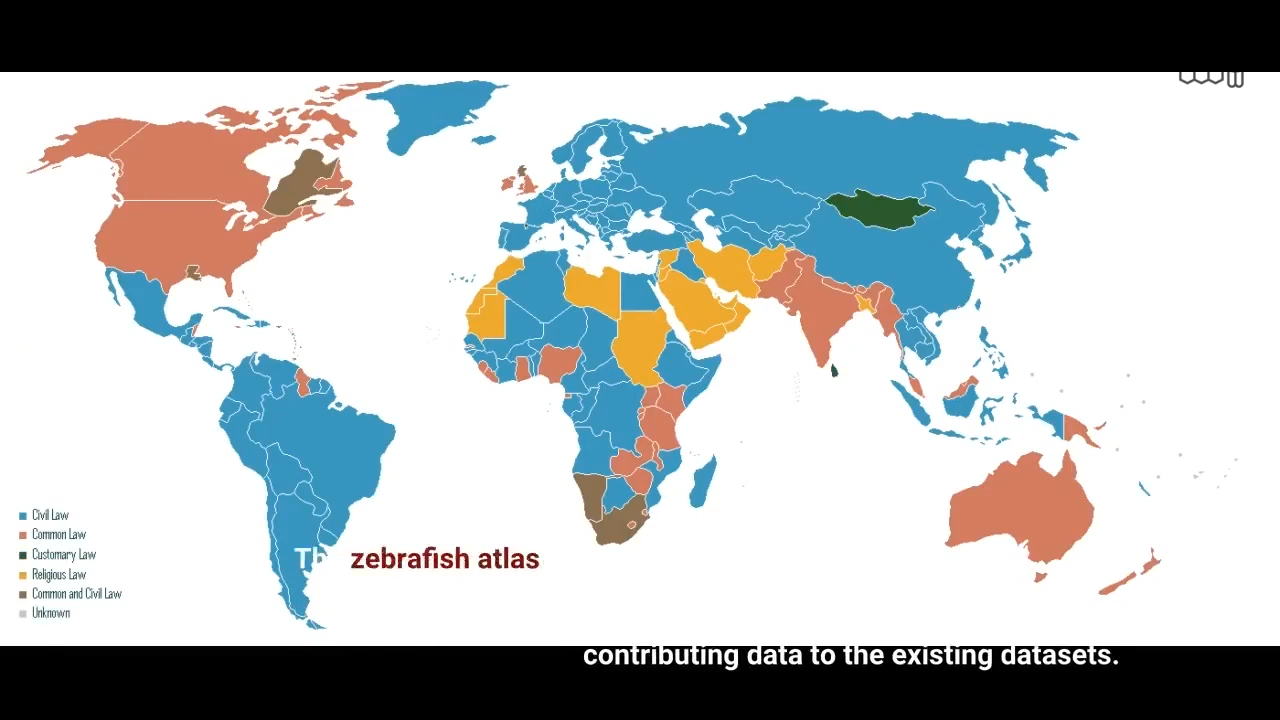 Civil Law
Common Law
Customary Law
Religious Law
Common and Civil Law
Unknown
The zebrafish atlas
contributing data to the existing datasets.